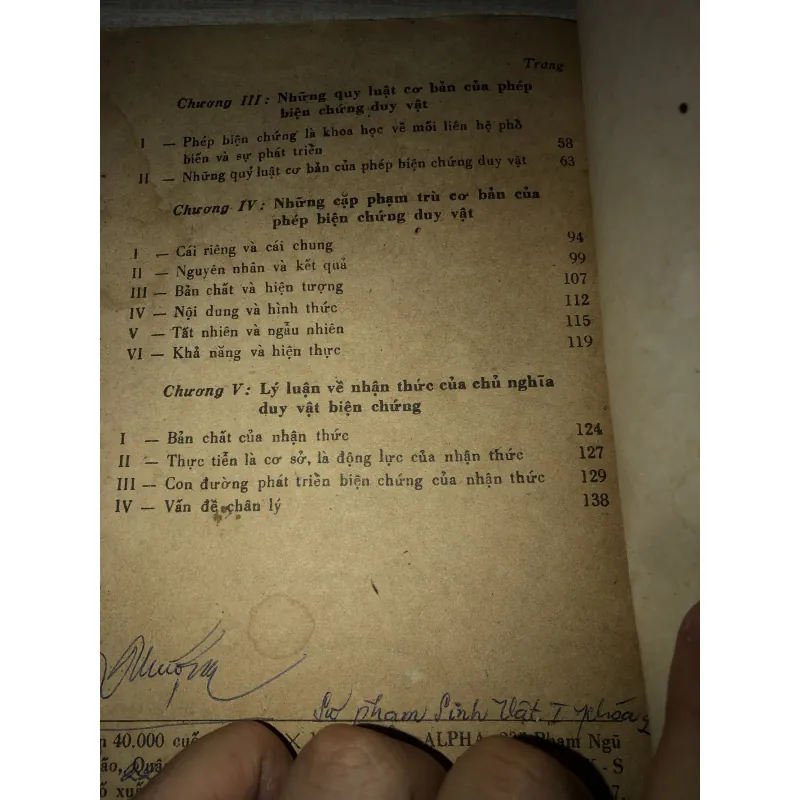 Trang
Chương III: Những quy luật cơ bản của phép
biện chứng duy vật
I — Phép biện chứng là khoa học về mối liên hệ phổ
biến và sự phát triển 58
II — Những quy luật cơ bản của phép biện chứng duy vật 63
Chương IV: Những cặp phạm trù cơ bản của
phép biện chứng duy vật
I — Cái riêng và cái chung 94
II — Nguyên nhân và kết quả 99
III — Bản chất và hiện tượng 107
IV — Nội dung và hình thức 112
V — Tất nhiên và ngẫu nhiên 115
VI — Khả năng và hiện thực 119
Chương V: Lý luận về nhận thức của chủ nghĩa
duy vật biện chứng
I — Bản chất của nhận thức 124
II — Thực tiễn là cơ sở, là động lực của nhận thức 127
III — Con đường phát triển biện chứng của nhận thức 129
IV — Vấn đề chân lý 138
Sư phạm Sinh Vật I khóa 2
40.000 cuố × ALPHA Phạm Ngũ
ão, Quậ K - S
ố xuấ 7.